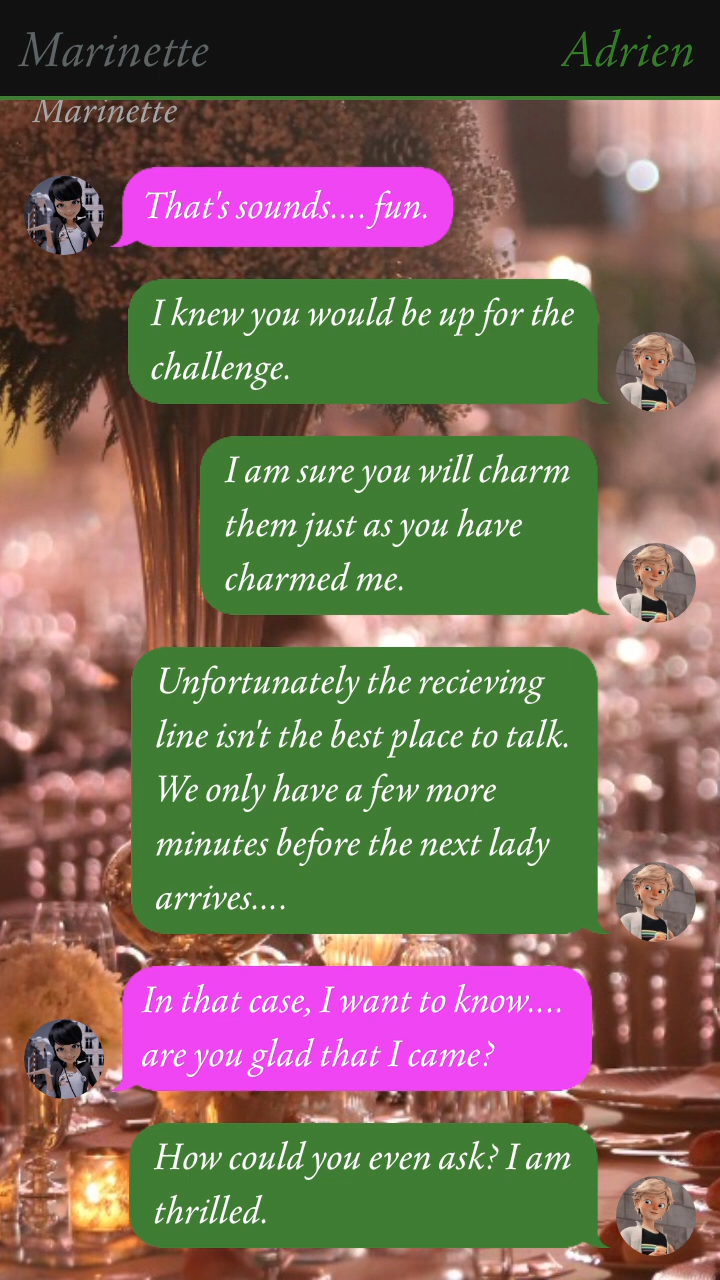 Marinette
Adrien
Marinette
That's sounds.... fun.
I knew you would be up for the
challenge.
I am sure you will charm
them just as you have
charmed me.
Unfortunately the recieving
line isn't the best place to talk.
We only have a few more
minutes before the next lady
arrives....
In that case, I want to know....
are you glad that I came?
How could you even ask? I am
thrilled.